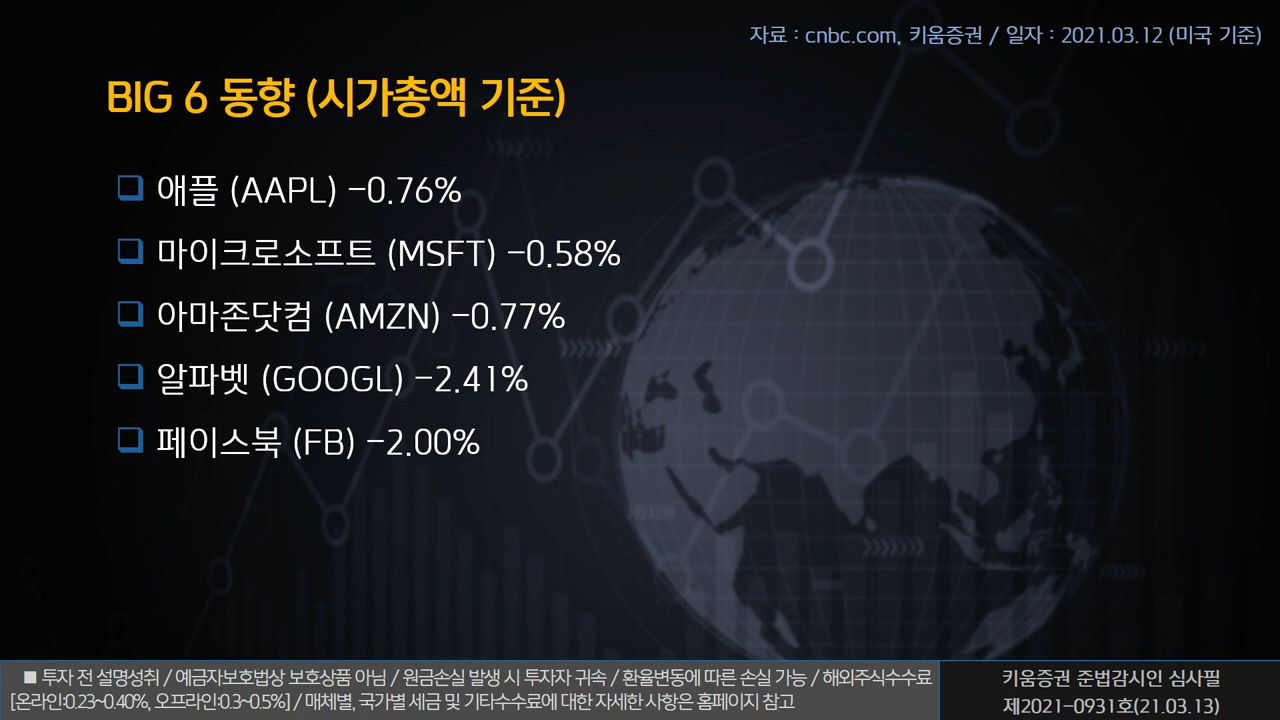 자료 : cnbc.com, 키움증권 / 일자 : 2021.03.12 (미국 기준)
BIG 6 동향 (시가총액 기준)
❑ 애플 (AAPL) -0.76%
❑ 마이크로소프트 (MSFT) -0.58%
❑ 아마존닷컴 (AMZN) -0.77%
❑ 알파벳 (GOOGL) -2.41%
❑ 페이스북 (FB) -2.00%
■ 투자 전 설명성취 / 예금자보호법상 보호상품 아님 / 원금손실 발생 시 투자자 귀속 / 환율변동에 따른 손실 가능 / 해외주식수수료
[온라인:0.23~0.40%, 오프라인:0.3~0.5%] / 매체별, 국가별 세금 및 기타수수료에 대한 자세한 사항은 홈페이지 참고
키움증권 준법감시인 심사필
제2021-0931호(21.03.13)